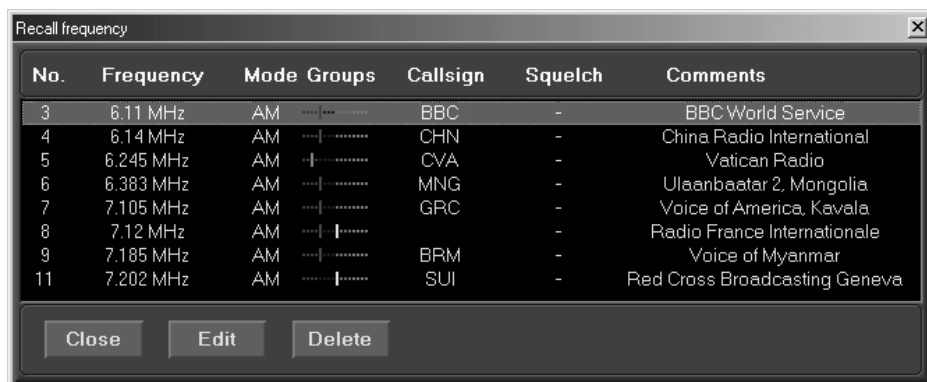 Recall frequency
No. Frequency Mode Groups Callsign Squelch Comments
3 6.11 MHz AM BBC - BBC World Service
4 6.14 MHz AM CHN - China Radio International
5 6.245 MHz AM CVA - Vatican Radio
6 6.383 MHz AM MNG - Ulaanbaatar 2, Mongolia
7 7.105 MHz AM GRC - Voice of America, Kavala
8 7.12 MHz AM - Radio France Internationale
9 7.185 MHz AM BRM - Voice of Myanmar
11 7.202 MHz AM SUI - Red Cross Broadcasting Geneva
Close Edit Delete